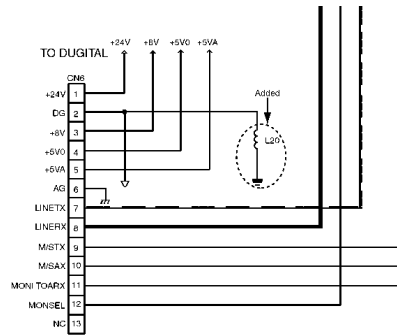 TO DUGITAL
+24V +8V +5V0 +5VA
CN6
Added
+24V 1
DG 2
+8V 3
L20
+5V0 4
+5VA 5
AG 6
LINETX 7
LINERX 8
M/STX 9
M/SAX 10
MONI TOARX 11
MONSEL 12
NC 13